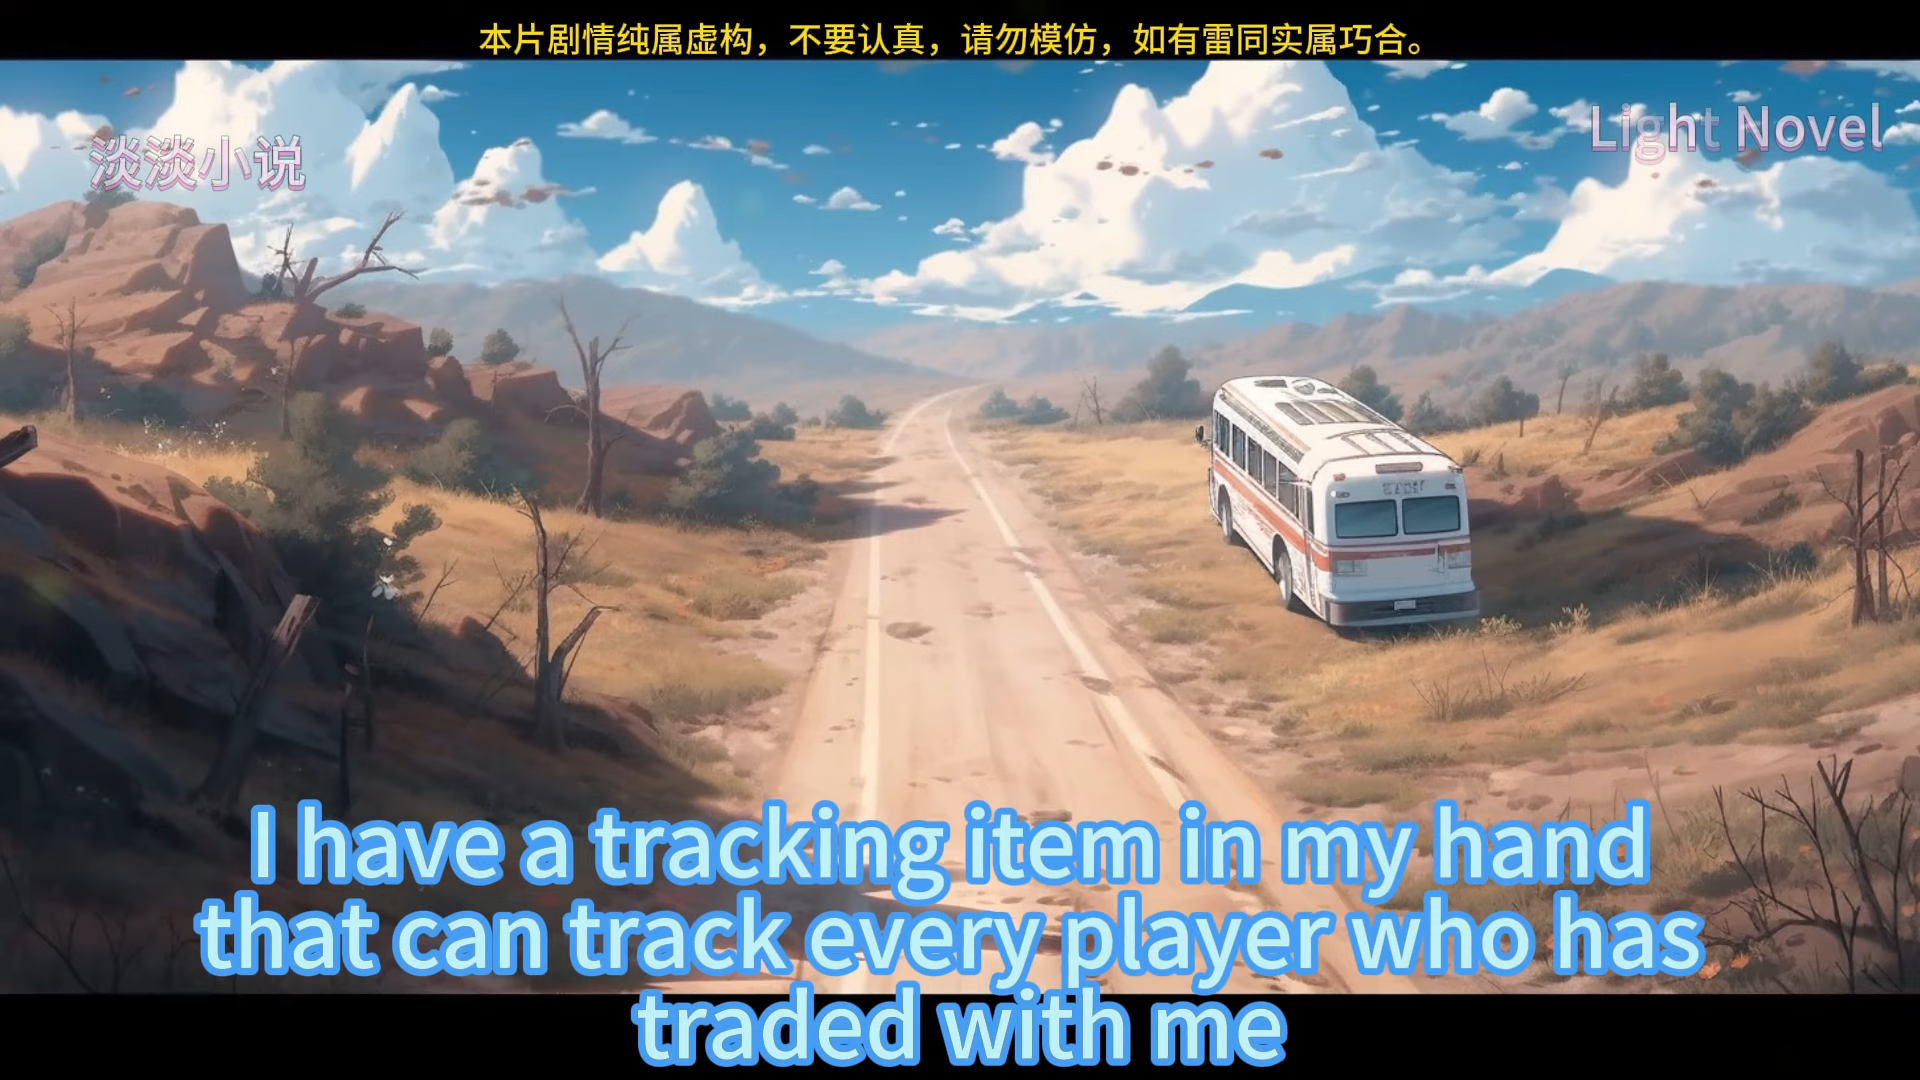 本片剧情纯属虚构，不要认真，请勿模仿，如有雷同实属巧合。
淡淡小说
Light Novel
I have a tracking item in my hand
that can track every player who has
traded with me